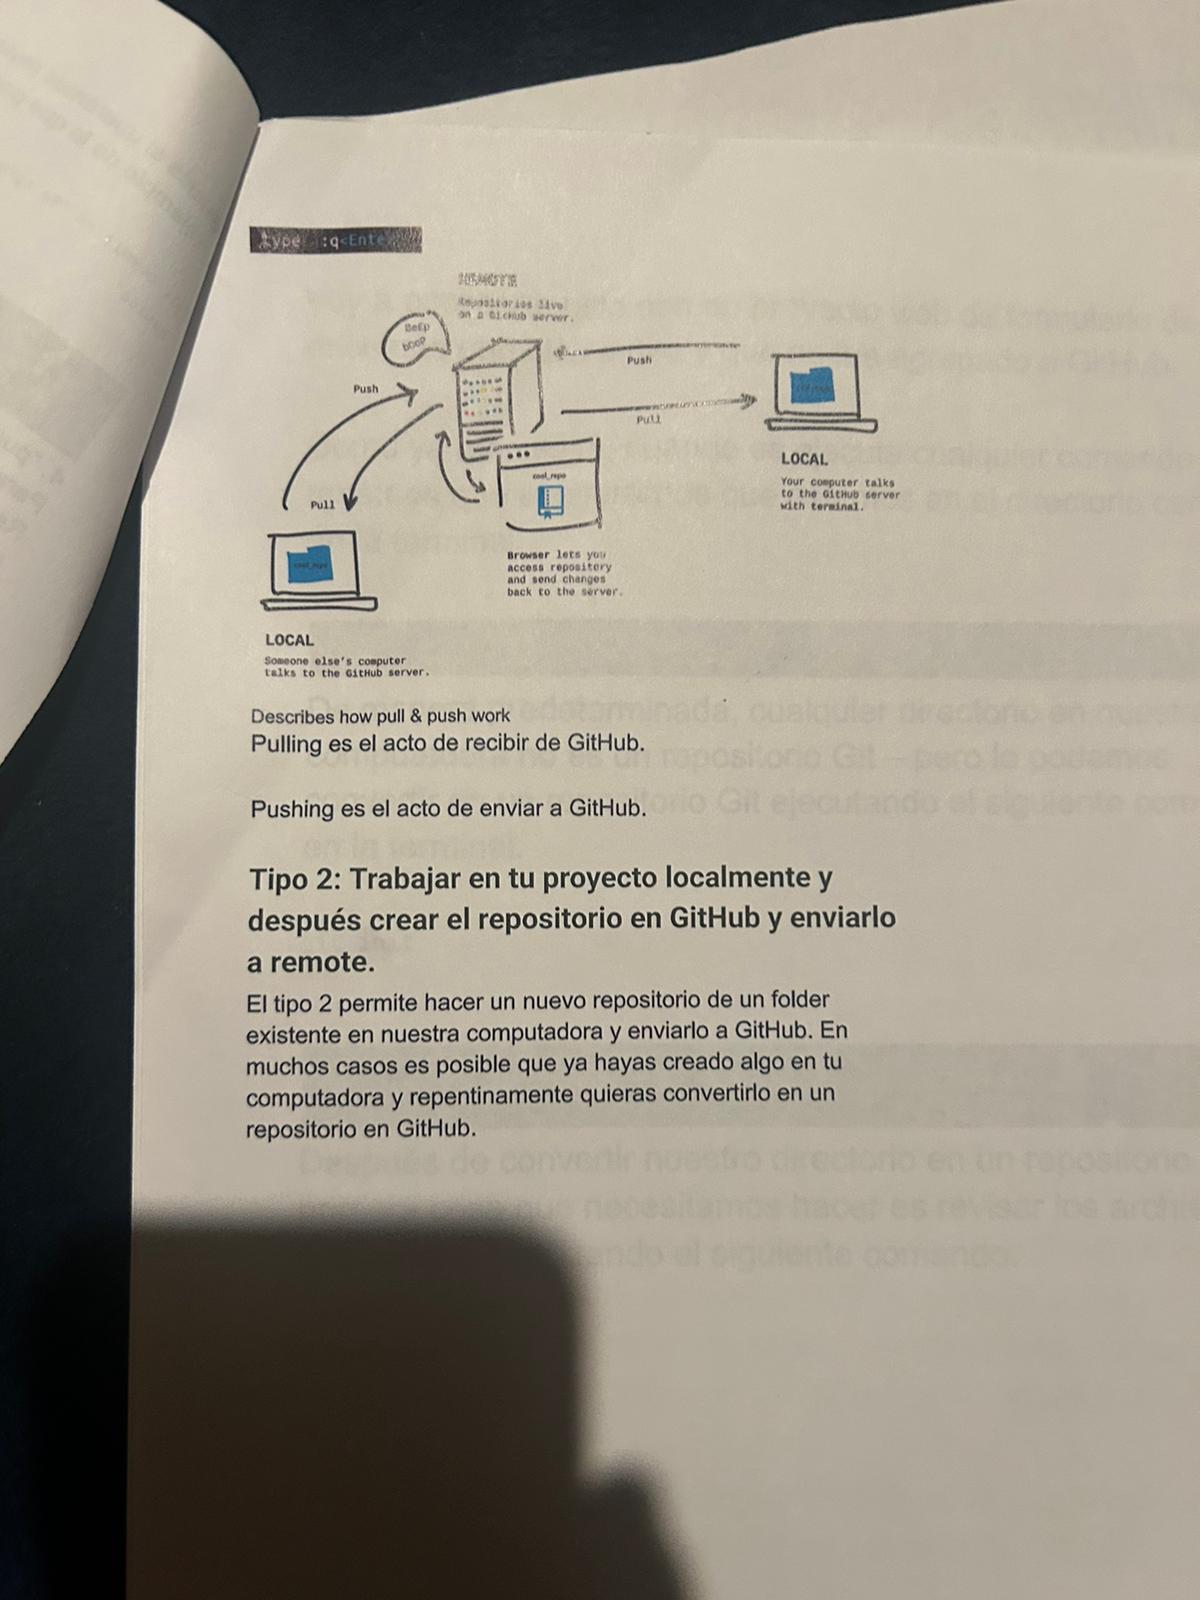 type :q<Ente
REMOTE
Repositories live
on a GitHub server.
Beep
boop
Push
Push
Pull
Pull
cool_repo
cool_repo
LOCAL
Your computer talks
to the GitHub server
with terminal.
Browser lets you
access repository
and send changes
back to the server.
LOCAL
Someone else's computer
talks to the GitHub server.
Describes how pull & push work
Pulling es el acto de recibir de GitHub.
Pushing es el acto de enviar a GitHub.
Tipo 2: Trabajar en tu proyecto localmente y
después crear el repositorio en GitHub y enviarlo
a remote.
El tipo 2 permite hacer un nuevo repositorio de un folder
existente en nuestra computadora y enviarlo a GitHub. En
muchos casos es posible que ya hayas creado algo en tu
computadora y repentinamente quieras convertirlo en un
repositorio en GitHub.